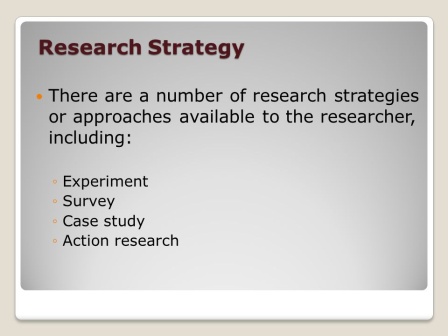 Research Strategy
• There are a number of research strategies
or approaches available to the researcher,
including:
◦ Experiment
◦ Survey
◦ Case study
◦ Action research